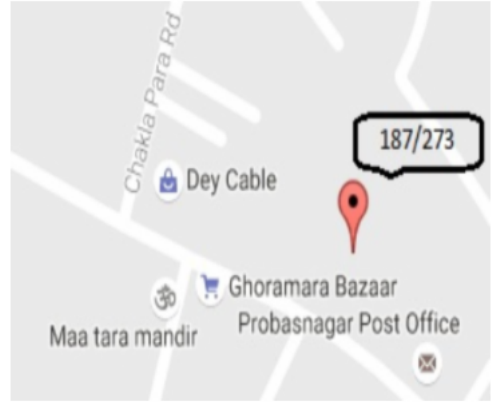 Chakla Para Rd
187/273
Dey Cable
Ghoramara Bazaar
Maa tara mandir
Probasnagar Post Office